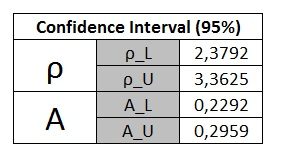 Confidence Interval (95%)
ρ
ρ_L 2,3792
ρ_U 3,3625
A
A_L 0,2292
A_U 0,2959